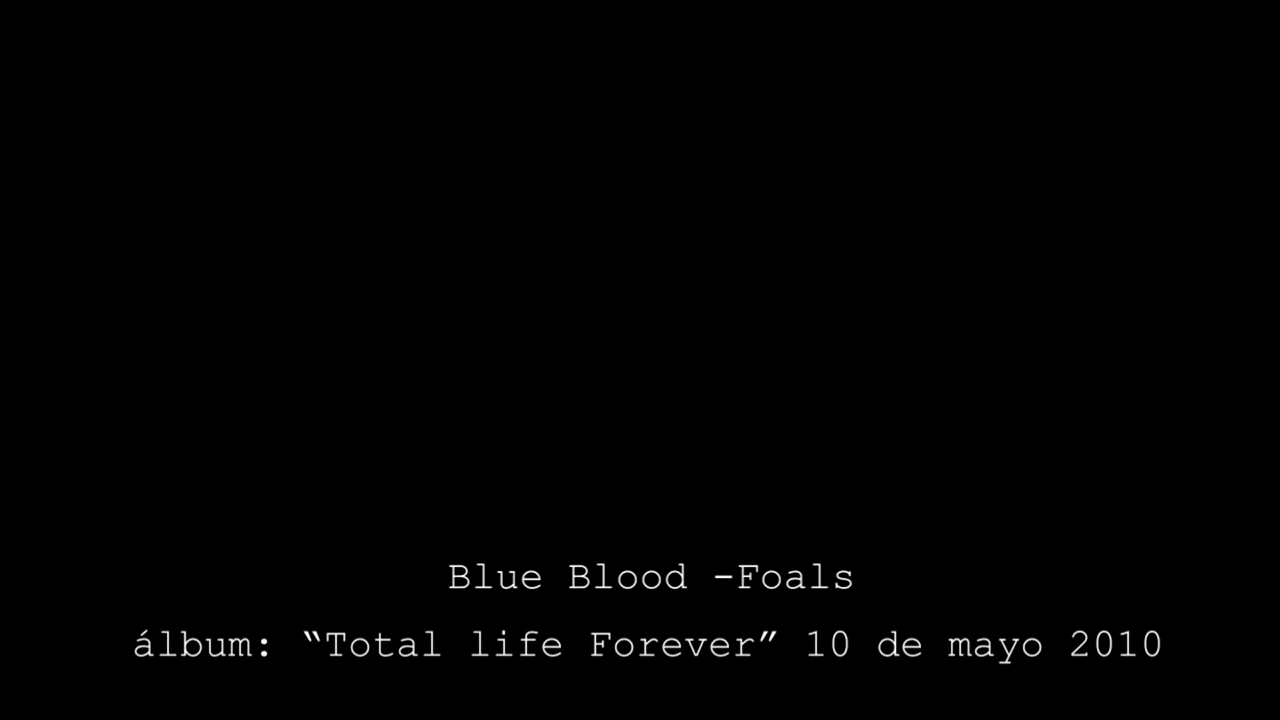 Blue Blood -Foals
álbum: “Total life Forever” 10 de mayo 2010